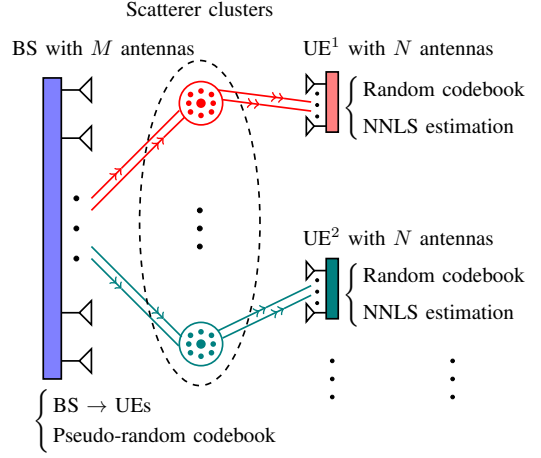 Scatterer clusters
BS with M antennas
UE¹ with N antennas
Random codebook
NNLS estimation
UE² with N antennas
Random codebook
NNLS estimation
BS → UEs
Pseudo-random codebook